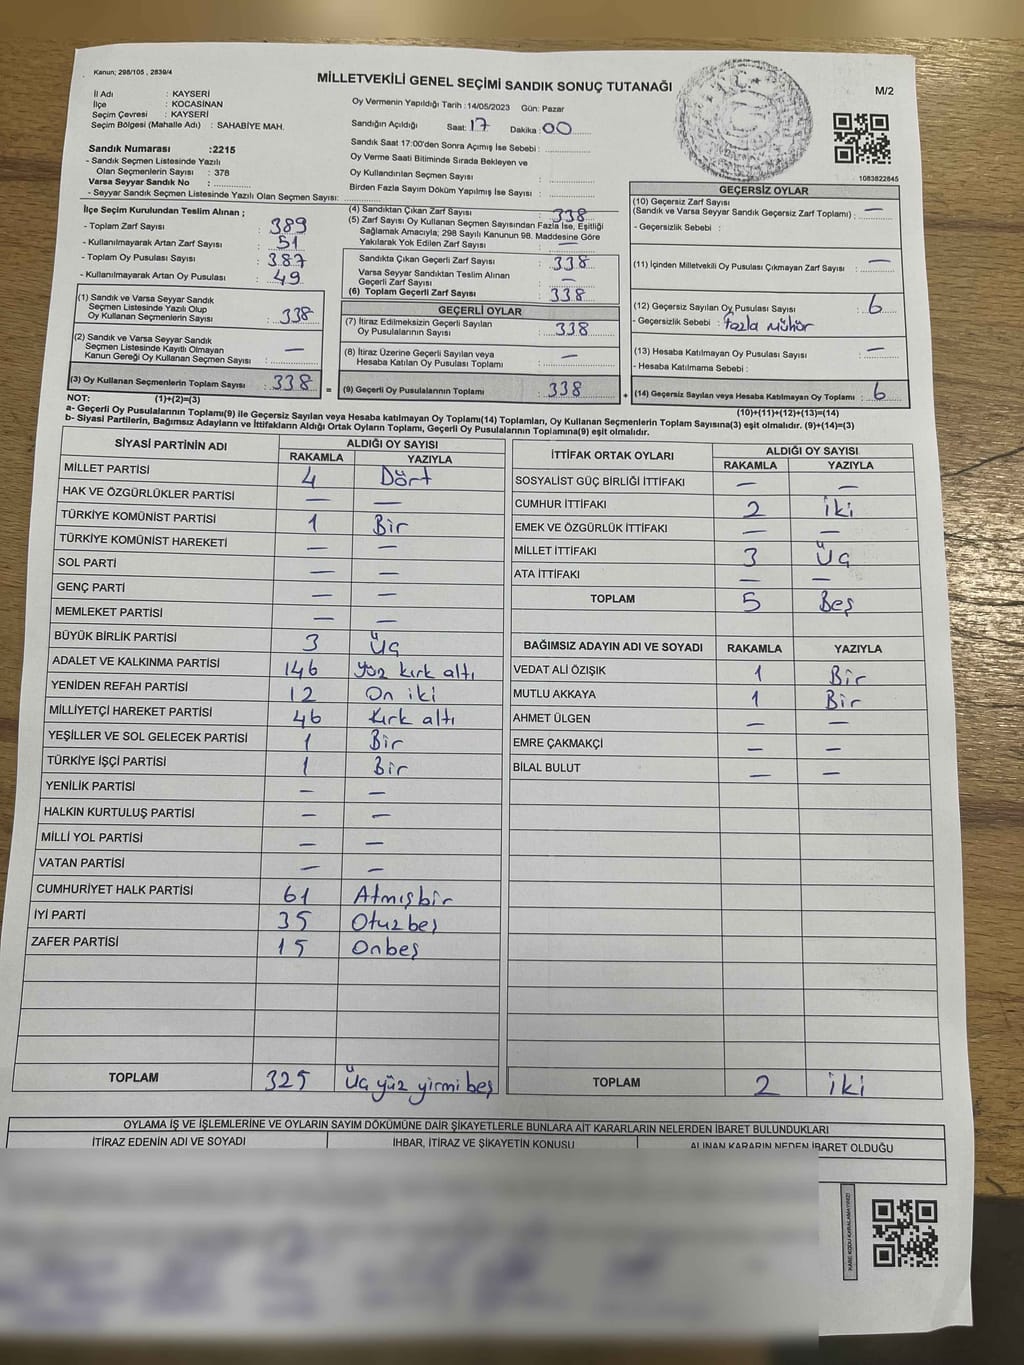 Kanun; 298/105 , 2839/4
MİLLETVEKİLİ GENEL SEÇİMİ SANDIK SONUÇ TUTANAĞI
M/2
İl Adı : KAYSERİ
İlçe : KOCASİNAN
Seçim Çevresi : KAYSERİ
Seçim Bölgesi (Mahalle Adı) : SAHABİYE MAH.
Oy Vermenin Yapıldığı Tarih : 14/05/2023 Gün: Pazar
Sandığın Açıldığı Saat: 17 Dakika : 00
Sandık Saat 17:00'den Sonra Açımış İse Sebebi :
Oy Verme Saati Bitiminde Sırada Bekleyen ve
Oy Kullandırılan Seçmen Sayısı :
Birden Fazla Sayım Döküm Yapılmış İse Sayısı :
Sandık Numarası :2215
- Sandık Seçmen Listesinde Yazılı
Olan Seçmenlerin Sayısı : 378
Varsa Seyyar Sandık No :
- Seyyar Sandık Seçmen Listesinde Yazılı Olan Seçmen Sayısı:
1083822645
İlçe Seçim Kurulundan Teslim Alınan ;
- Toplam Zarf Sayısı : 389
- Kullanılmayarak Artan Zarf Sayısı : 51
- Toplam Oy Pusulası Sayısı : 387
- Kullanılmayarak Artan Oy Pusulası : 49
(1) Sandık ve Varsa Seyyar Sandık
Seçmen Listesinde Yazılı Olup
Oy Kullanan Seçmenlerin Sayısı : 338
(2) Sandık ve Varsa Seyyar Sandık
Seçmen Listesinde Kayıtlı Olmayan
Kanun Gereği Oy Kullanan Seçmen Sayısı : —
(3) Oy Kullanan Seçmenlerin Toplam Sayısı : 338 =
(4) Sandıktan Çıkan Zarf Sayısı : 338
(5) Zarf Sayısı Oy Kullanan Seçmen Sayısından Fazla İse, Eşitliği
Sağlamak Amacıyla; 298 Sayılı Kanunun 98. Maddesine Göre
Yakılarak Yok Edilen Zarf Sayısı : —
Sandıkta Çıkan Geçerli Zarf Sayısı : 338
Varsa Seyyar Sandıktan Teslim Alınan
Geçerli Zarf Sayısı : —
(6) Toplam Geçerli Zarf Sayısı : 338
GEÇERLİ OYLAR
(7) İtiraz Edilmeksizin Geçerli Sayılan
Oy Pusulalarının Sayısı : 338
(8) İtiraz Üzerine Geçerli Sayılan veya
Hesaba Katılan Oy Pusulası Toplamı : —
(9) Geçerli Oy Pusulalarının Toplamı : 338 +
GEÇERSİZ OYLAR
(10) Geçersiz Zarf Sayısı
(Sandık ve Varsa Seyyar Sandık Geçersiz Zarf Toplamı) : —
- Geçersizlik Sebebi :
(11) İçinden Milletvekili Oy Pusulası Çıkmayan Zarf Sayısı : —
(12) Geçersiz Sayılan Oy Pusulası Sayısı : 6
- Geçersizlik Sebebi : fazla Mühür
(13) Hesaba Katılmayan Oy Pusulası Sayısı : —
- Hesaba Katılmama Sebebi :
(14) Geçersiz Sayılan veya Hesaba Katılmayan Oy Toplamı : 6
NOT: (1)+(2)=(3)
(10)+(11)+(12)+(13)=(14)
a- Geçerli Oy Pusulalarının Toplamı(9) ile Geçersiz Sayılan veya Hesaba katılmayan Oy Toplamı(14) Toplamları, Oy Kullanan Seçmenlerin Toplam Sayısına(3) eşit olmalıdır. (9)+(14)=(3)
b- Siyasi Partilerin, Bağımsız Adayların ve İttifakların Aldığı Ortak Oyların Toplamı, Geçerli Oy Pusulalarının Toplamına(9) eşit olmalıdır.
SİYASİ PARTİNİN ADI ALDIĞI OY SAYISI
RAKAMLA YAZIYLA
MİLLET PARTİSİ 4 Dört
HAK VE ÖZGÜRLÜKLER PARTİSİ — —
TÜRKİYE KOMÜNİST PARTİSİ 1 Bir
TÜRKİYE KOMÜNİST HAREKETİ — —
SOL PARTİ — —
GENÇ PARTİ — —
MEMLEKET PARTİSİ — —
BÜYÜK BİRLİK PARTİSİ 3 Üç
ADALET VE KALKINMA PARTİSİ 146 Yüz kırk altı
YENİDEN REFAH PARTİSİ 12 On iki
MİLLİYETÇİ HAREKET PARTİSİ 46 Kırk altı
YEŞİLLER VE SOL GELECEK PARTİSİ 1 Bir
TÜRKİYE İŞÇİ PARTİSİ 1 Bir
YENİLİK PARTİSİ — —
HALKIN KURTULUŞ PARTİSİ — —
MİLLİ YOL PARTİSİ — —
VATAN PARTİSİ — —
CUMHURİYET HALK PARTİSİ 61 Atmışbir
İYİ PARTİ 35 Otuzbeş
ZAFER PARTİSİ 15 Onbeş
TOPLAM 325 Üç yüz yirmi beş
İTTİFAK ORTAK OYLARI ALDIĞI OY SAYISI
RAKAMLA YAZIYLA
SOSYALİST GÜÇ BİRLİĞİ İTTİFAKI — —
CUMHUR İTTİFAKI 2 iki
EMEK VE ÖZGÜRLÜK İTTİFAKI — —
MİLLET İTTİFAKI 3 Üç
ATA İTTİFAKI — —
TOPLAM 5 Beş
BAĞIMSIZ ADAYIN ADI VE SOYADI RAKAMLA YAZIYLA
VEDAT ALİ ÖZIŞIK 1 Bir
MUTLU AKKAYA 1 Bir
AHMET ÜLGEN — —
EMRE ÇAKMAKÇİ — —
BİLAL BULUT — —
TOPLAM 2 iki
OYLAMA İŞ VE İŞLEMLERİNE VE OYLARIN SAYIM DÖKÜMÜNE DAİR ŞİKAYETLERLE BUNLARA AİT KARARLARIN NELERDEN İBARET BULUNDUKLARI
İTİRAZ EDENİN ADI VE SOYADI İHBAR, İTİRAZ VE ŞİKAYETİN KONUSU ALINAN KARARIN NEDEN İBARET OLDUĞU
KARE KODU KARALAMAYINIZ!